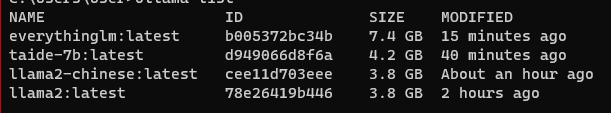 NAME ID SIZE MODIFIED
everythinglm:latest b005372bc34b 7.4 GB 15 minutes ago
taide-7b:latest d949066d8f6a 4.2 GB 40 minutes ago
llama2-chinese:latest cee11d703eee 3.8 GB About an hour ago
llama2:latest 78e26419b446 3.8 GB 2 hours ago